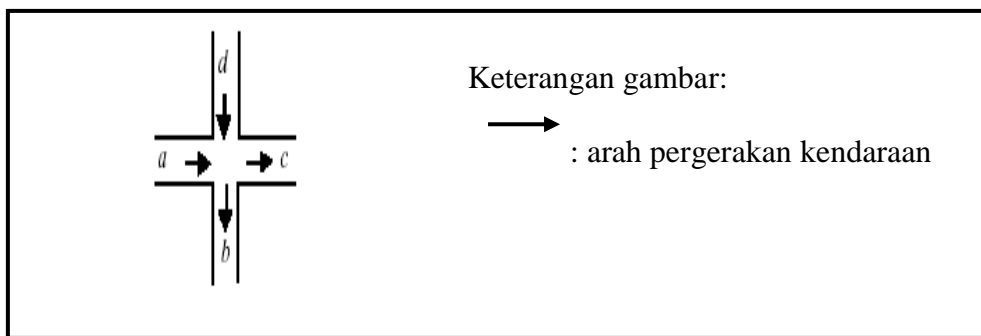 d
Keterangan gambar:
: arah pergerakan kendaraan
a
c
b